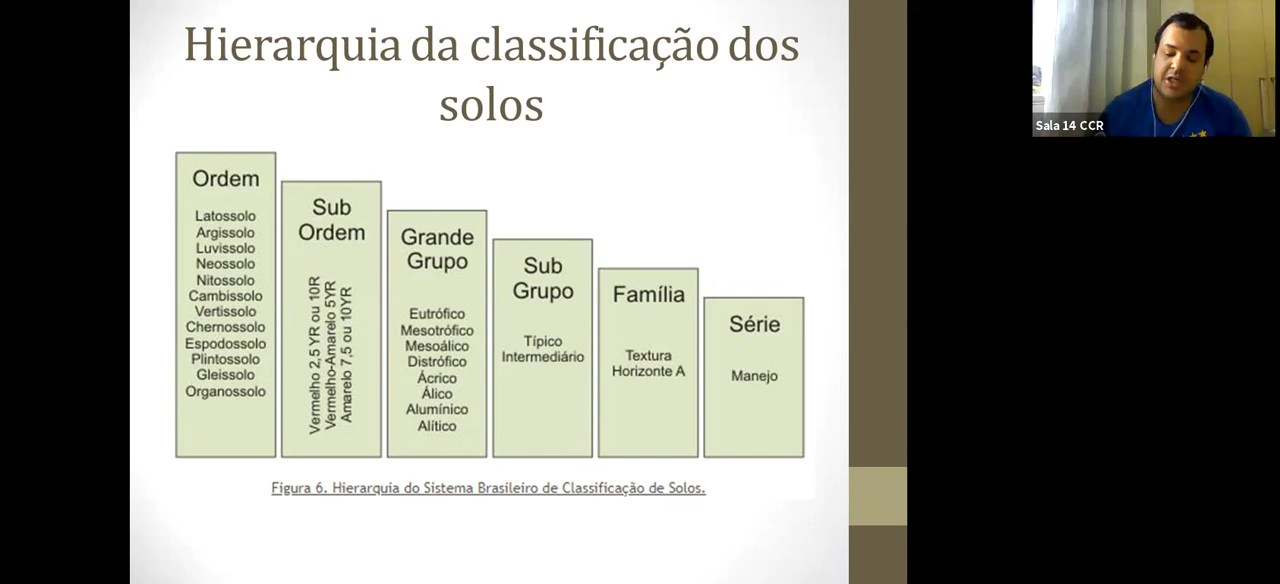 Hierarquia da classificação dos
solos
Ordem
Latossolo
Argissolo
Luvissolo
Neossolo
Nitossolo
Cambissolo
Vertissolo
Chernossolo
Espodossolo
Plintossolo
Gleissolo
Organossolo
Sub
Ordem
Vermelho 2,5 YR ou 10R
Vermelho-Amarelo 5YR
Amarelo 7,5 ou 10YR
Grande
Grupo
Eutrófico
Mesotrófico
Mesoálico
Distrófico
Ácrico
Álico
Alumínico
Alítico
Sub
Grupo
Típico
Intermediário
Família
Textura
Horizonte A
Série
Manejo
Figura 6. Hierarquia do Sistema Brasileiro de Classificação de Solos.
Sala 14 CCR